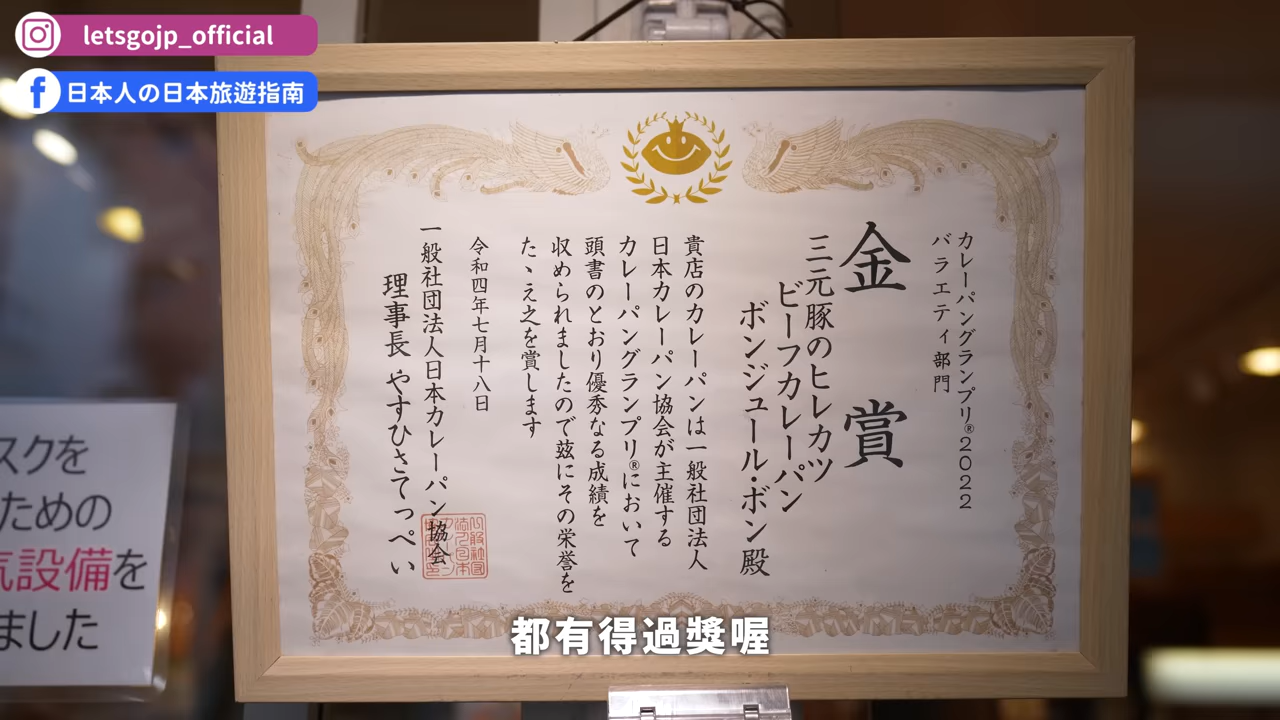 letsgojp_official
日本人の日本旅遊指南
カレーパングランプリ®2022
バラエティ部門
金賞
三元豚のヒレカツ
ビーフカレーパン
ボンジュール・ボン殿
貴店のカレーパンは一般社団法人
日本カレーパン協会が主催する
カレーパングランプリ®において
頭書のとおり優秀なる成績を
収められましたので茲にその栄誉を
たゝえ之を賞します
令和四年七月十八日
一般社団法人日本カレーパン協会
理事長 やすひさてっぺい
スクを
ための
気設備を
ました
都有得過獎喔